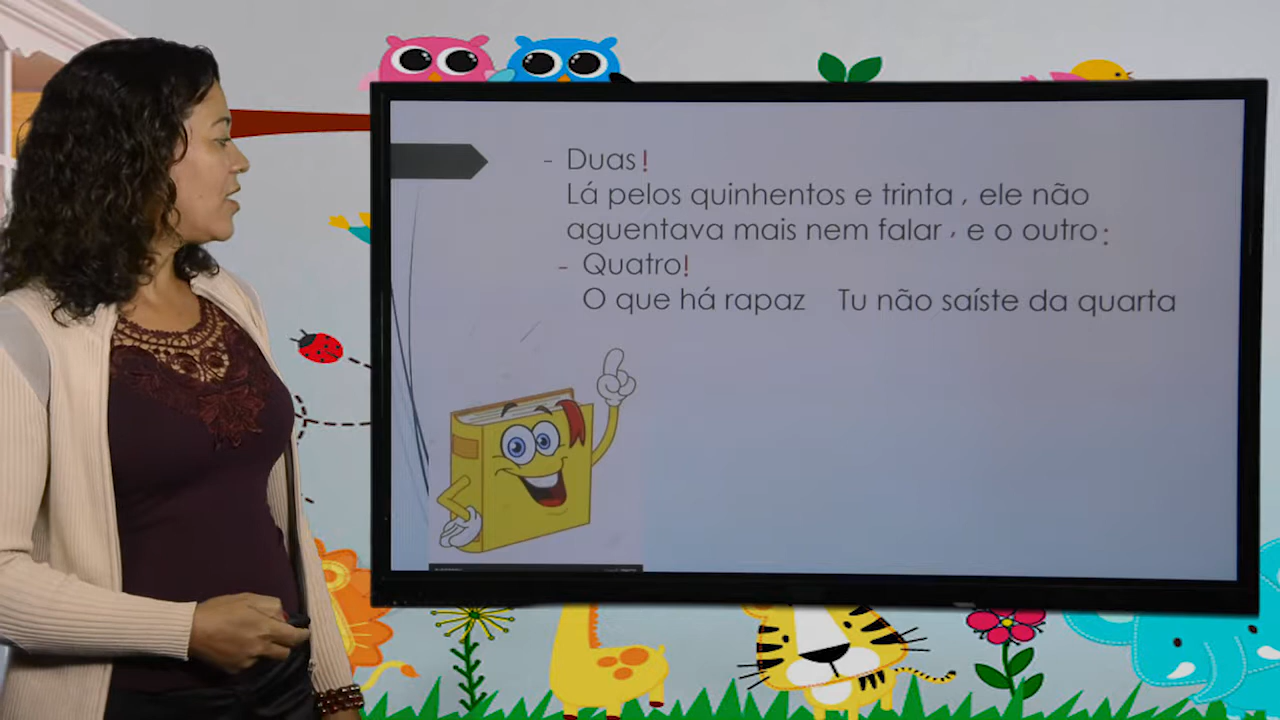 - Duas!
Lá pelos quinhentos e trinta, ele não
aguentava mais nem falar, e o outro:
- Quatro!
O que há rapaz Tu não saíste da quarta